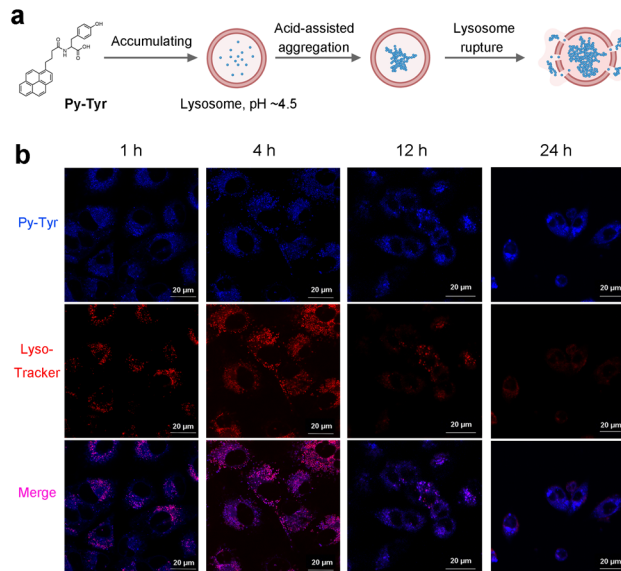 a
OH
O
N
H
OH
O
Py-Tyr
Accumulating
Lysosome, pH ~4.5
Acid-assisted
aggregation
Lysosome
rupture
b
1 h 4 h 12 h 24 h
Py-Tyr
20 μm 20 μm 20 μm 20 μm
Lyso-
Tracker
20 μm 20 μm 20 μm 20 μm
Merge
20 μm 20 μm 20 μm 20 μm